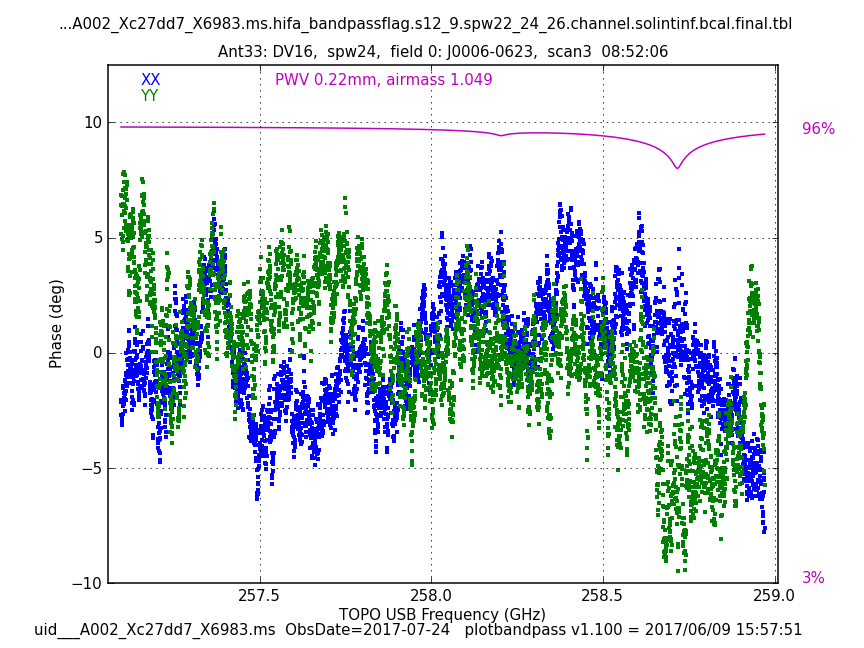 ...A002_Xc27dd7_X6983.ms.hifa_bandpassflag.s12_9.spw22_24_26.channel.solintinf.bcal.final.tbl
Ant33: DV16,  spw24,  field 0: J0006-0623,  scan3  08:52:06
XX
PWV 0.22mm, airmass 1.049
YY
10
96%
5
Phase (deg)
0
−5
−10
3%
257.5
258.0
258.5
259.0
TOPO USB Frequency (GHz)
uid___A002_Xc27dd7_X6983.ms  ObsDate=2017-07-24   plotbandpass v1.100 = 2017/06/09 15:57:51